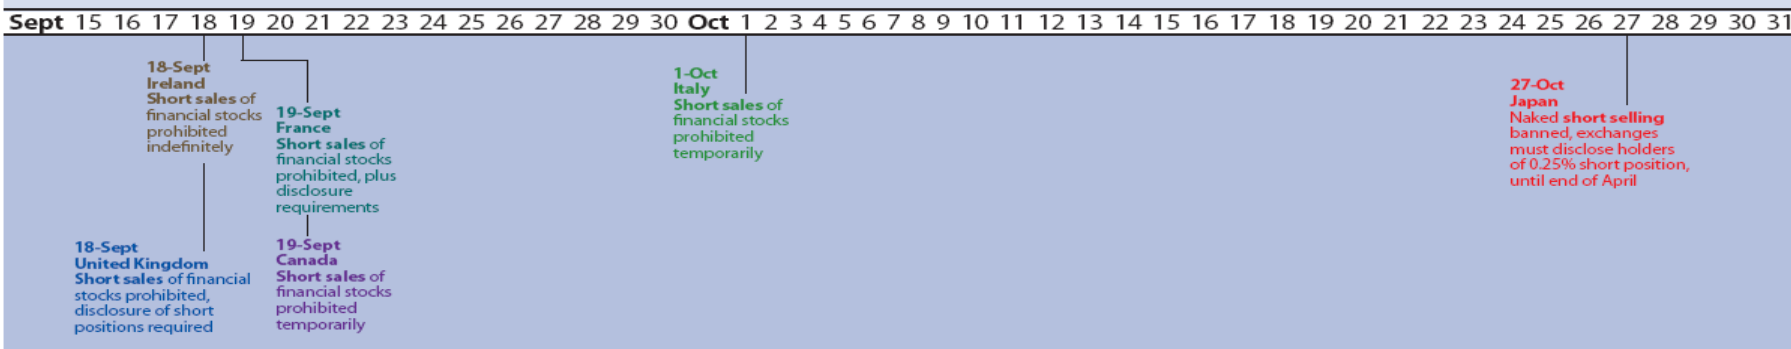 Sept 15 16 17 18 19 20 21 22 23 24 25 26 27 28 29 30 Oct 1 2 3 4 5 6 7 8 9 10 11 12 13 14 15 16 17 18 19 20 21 22 23 24 25 26 27 28 29 30 31
18-Sept
Ireland
Short sales of
financial stocks
prohibited
indefinitely
18-Sept
United Kingdom
Short sales of financial
stocks prohibited,
disclosure of short
positions required
19-Sept
France
Short sales of
financial stocks
prohibited, plus
disclosure
requirements
19-Sept
Canada
Short sales of
financial stocks
prohibited
temporarily
1-Oct
Italy
Short sales of
financial stocks
prohibited
temporarily
27-Oct
Japan
Naked short selling
banned, exchanges
must disclose holders
of 0.25% short position,
until end of April